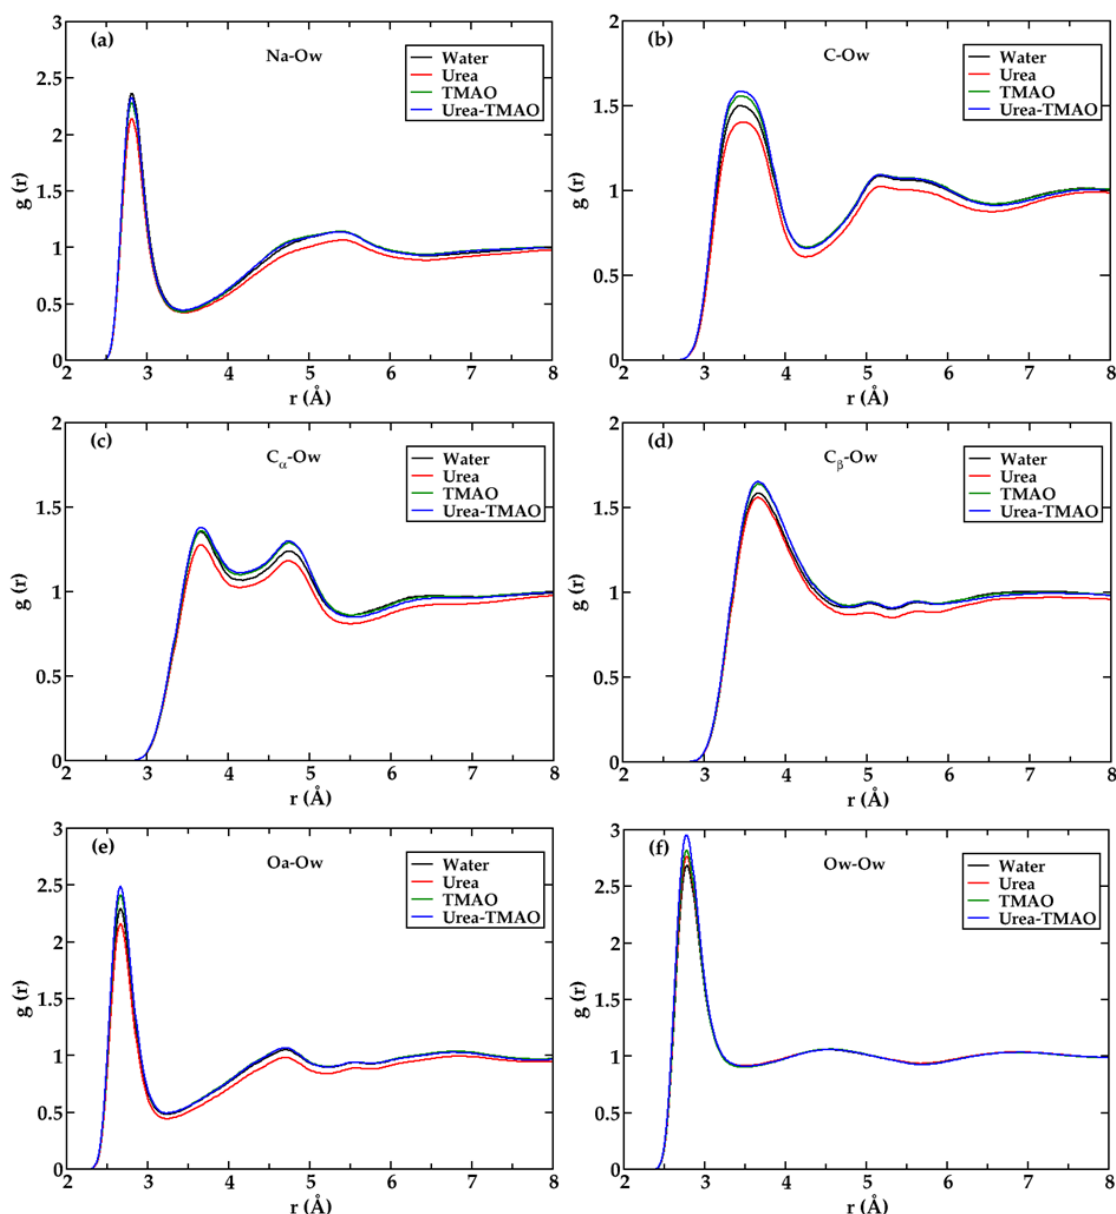 (a)
Na-Ow
Water
Urea
TMAO
Urea-TMAO
3
2.5
2
1.5
1
0.5
0
g (r)
2 3 4 5 6 7 8
r (Å)
(b)
C-Ow
Water
Urea
TMAO
Urea-TMAO
2
1.5
1
0.5
0
g (r)
2 3 4 5 6 7 8
r (Å)
(c)
Cα-Ow
Water
Urea
TMAO
Urea-TMAO
2
1.5
1
0.5
0
g (r)
2 3 4 5 6 7 8
r (Å)
(d)
Cβ-Ow
Water
Urea
TMAO
Urea-TMAO
2
1.5
1
0.5
0
g (r)
2 3 4 5 6 7 8
r (Å)
(e)
Oa-Ow
Water
Urea
TMAO
Urea-TMAO
3
2.5
2
1.5
1
0.5
0
g (r)
2 3 4 5 6 7 8
r (Å)
(f)
Ow-Ow
Water
Urea
TMAO
Urea-TMAO
3
2.5
2
1.5
1
0.5
0
g (r)
2 3 4 5 6 7 8
r (Å)